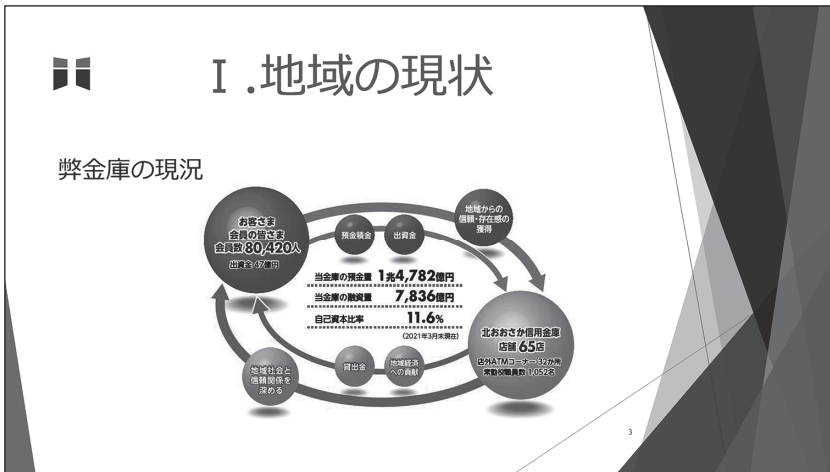 Ⅰ.地域の現状
弊金庫の現況
お客さま
会員の皆さま
会員数80,420人
出資金47億円
預金積金
出資金
地域からの
信頼・存在感の
獲得
当金庫の預金量 1兆4,782億円
当金庫の融資量 7,836億円
自己資本比率 11.6%
(2021年3月末現在)
北おおさか信用金庫
店舗65店
店外ATMコーナー32か所
常勤役職員数1,052名
地域社会と
信頼関係を
深める
貸出金
地域経済
への貢献
3